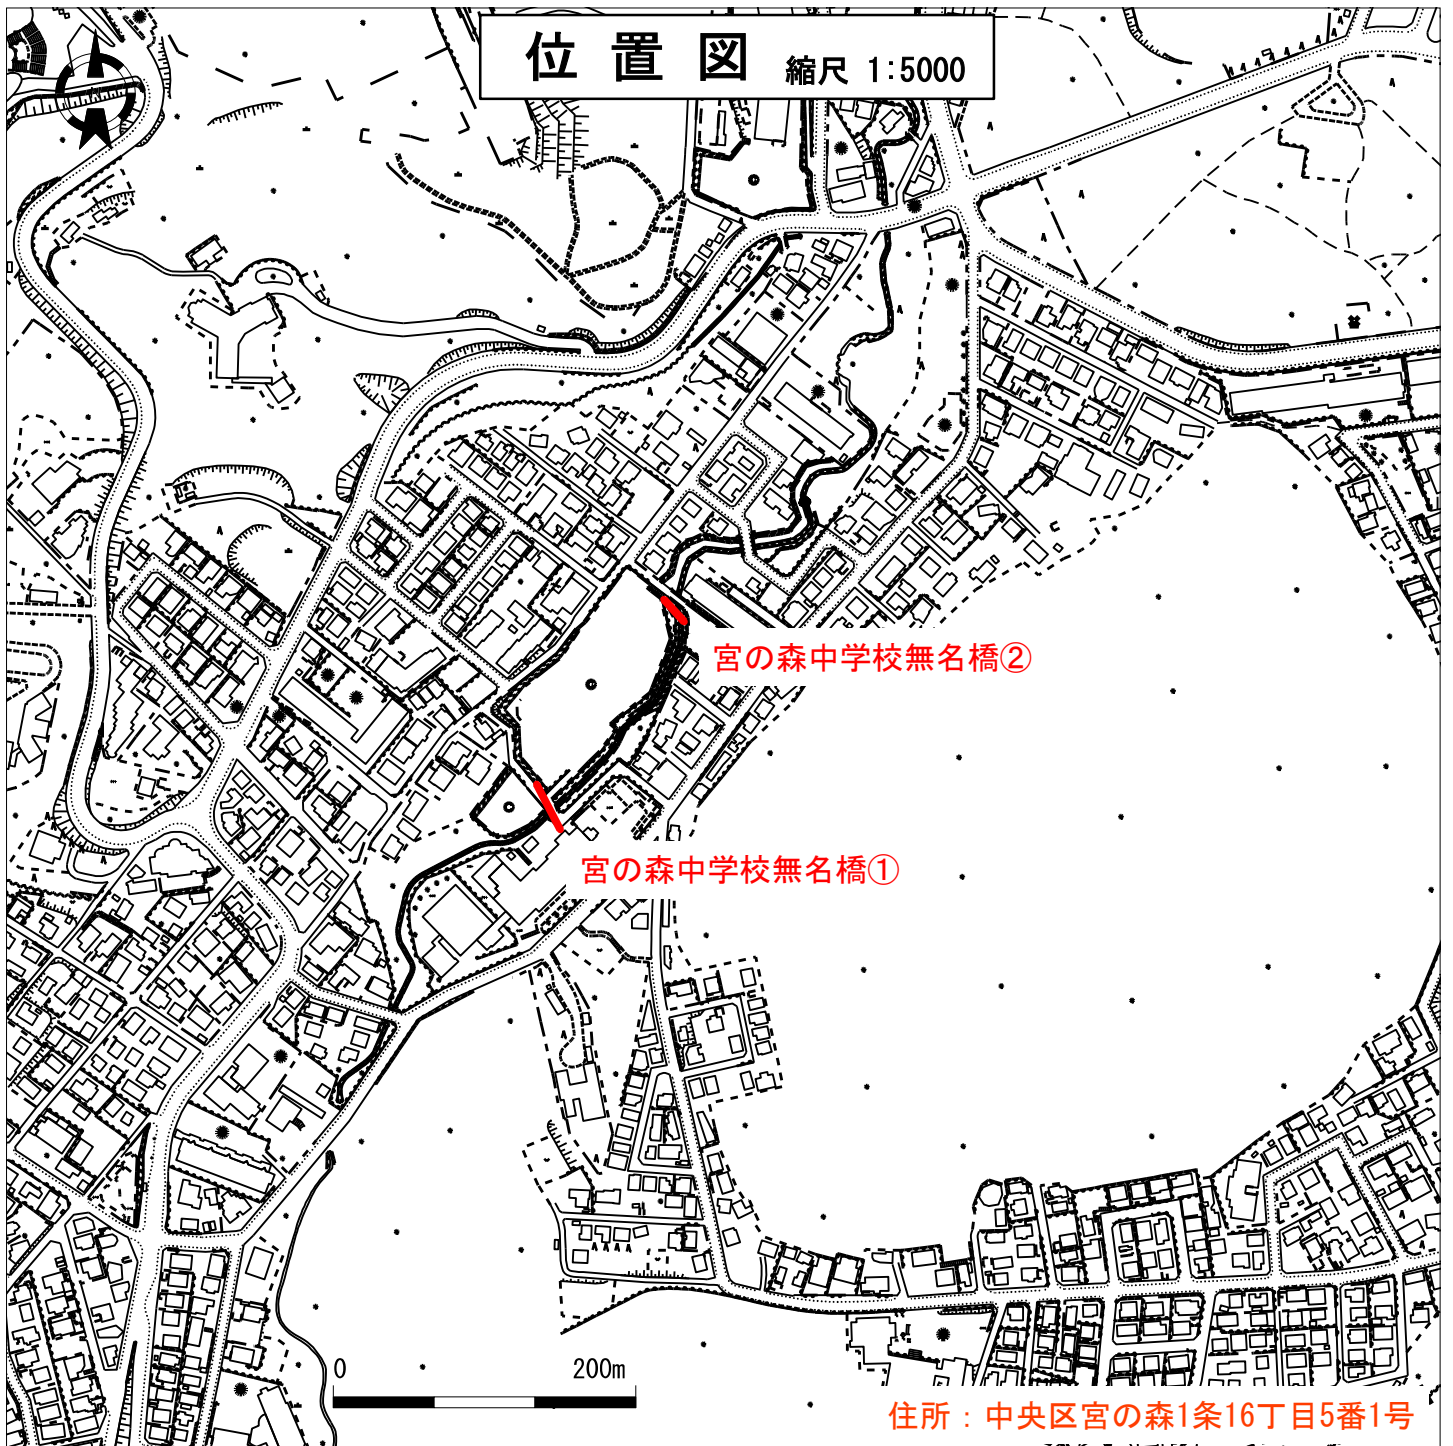 位置図 縮尺 1:5000
宮の森中学校無名橋②
宮の森中学校無名橋①
0 200m
住所：中央区宮の森1条16丁目5番1号